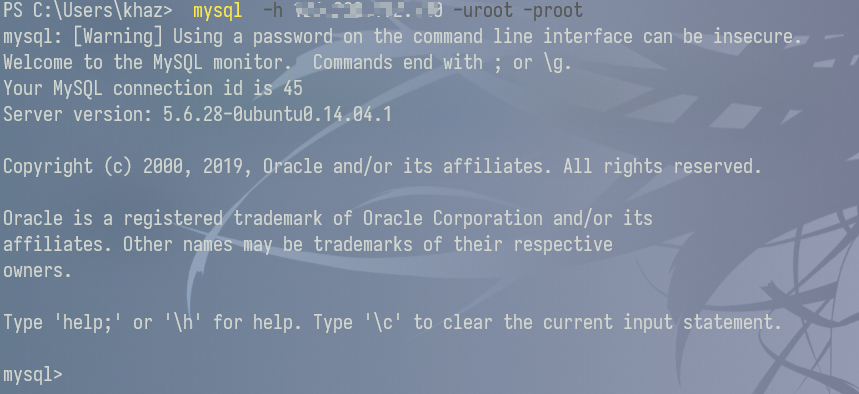 PS C:\Users\khaz> mysql -h -uroot -proot
mysql: [Warning] Using a password on the command line interface can be insecure.
Welcome to the MySQL monitor.  Commands end with ; or \g.
Your MySQL connection id is 45
Server version: 5.6.28-0ubuntu0.14.04.1
Copyright (c) 2000, 2019, Oracle and/or its affiliates. All rights reserved.
Oracle is a registered trademark of Oracle Corporation and/or its
affiliates. Other names may be trademarks of their respective
owners.
Type 'help;' or '\h' for help. Type '\c' to clear the current input statement.
mysql>